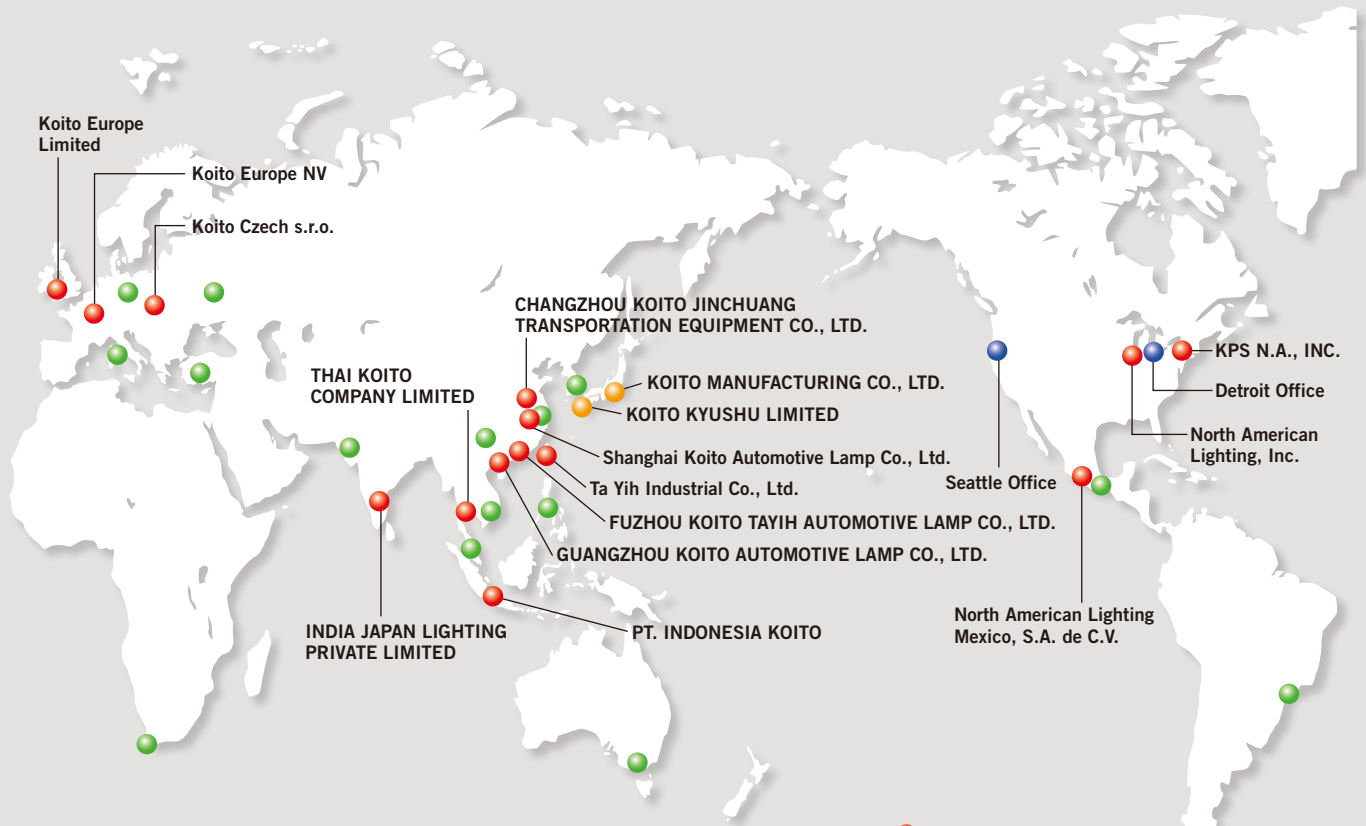 Koito Europe
Limited
Koito Europe NV
Koito Czech s.r.o.
CHANGZHOU KOITO JINCHUANG
TRANSPORTATION EQUIPMENT CO., LTD.
THAI KOITO
COMPANY LIMITED
KOITO MANUFACTURING CO., LTD.
KOITO KYUSHU LIMITED
Shanghai Koito Automotive Lamp Co., Ltd.
Ta Yih Industrial Co., Ltd.
FUZHOU KOITO TAYIH AUTOMOTIVE LAMP CO., LTD.
GUANGZHOU KOITO AUTOMOTIVE LAMP CO., LTD.
INDIA JAPAN LIGHTING
PRIVATE LIMITED
PT. INDONESIA KOITO
KPS N.A., INC.
Detroit Office
North American
Lighting, Inc.
Seattle Office
North American Lighting
Mexico, S.A. de C.V.